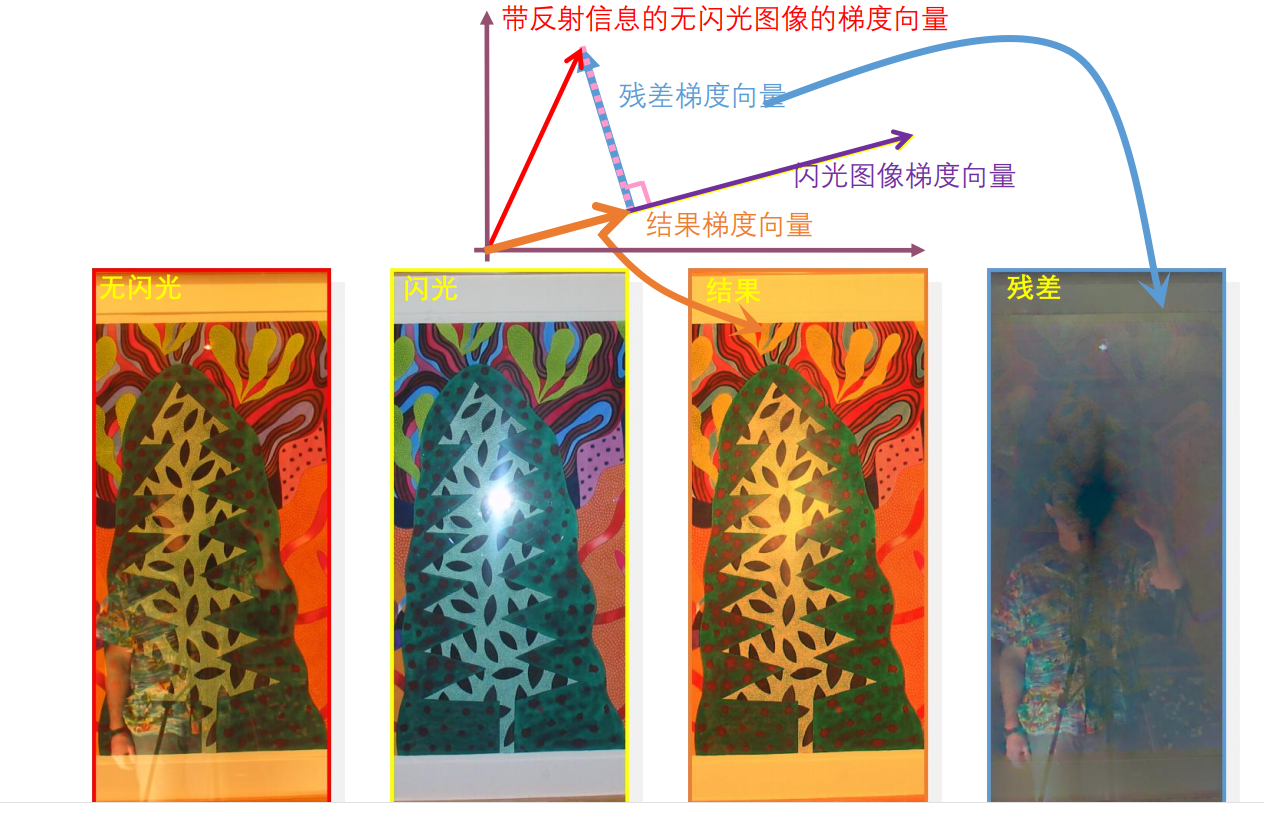 带反射信息的无闪光图像的梯度向量
残差梯度向量
闪光图像梯度向量
结果梯度向量
无闪光
闪光
结果
残差